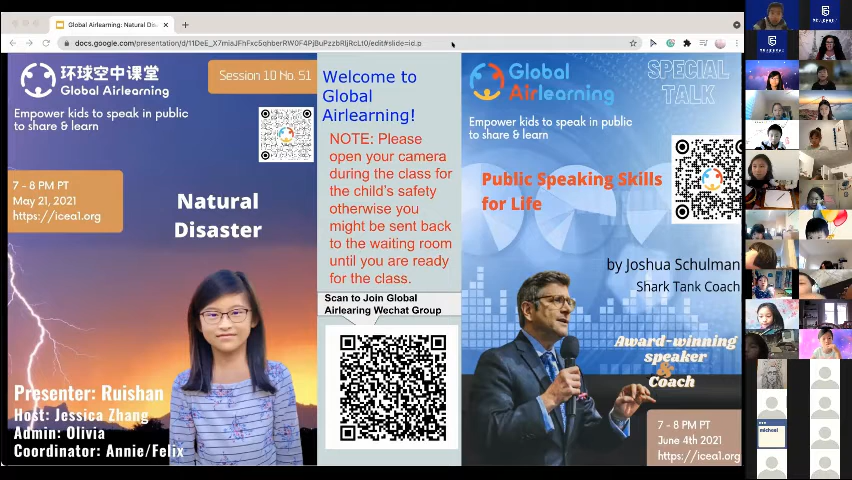 Global Airlearning: Natural Dis
docs.google.com/presentation/d/11DeE_X7miaJFhFxc5qhberRW0F4PjBuPzzbRljRcLt0/edit#slide=id.p
环球空中课堂
Global Airlearning
Empower kids to speak in public
to share & learn
Session 10 No. 51
7 - 8 PM PT
May 21, 2021
https://icea1.org
Natural
Disaster
Presenter: Ruishan
Host: Jessica Zhang
Admin: Olivia
Coordinator: Annie/Felix
Welcome to
Global
Airlearning!
NOTE: Please
open your camera
during the class for
the child's safety
otherwise you
might be sent back
to the waiting room
until you are ready
for the class.
Scan to Join Global
Airlearing Wechat Group
Global
Airlearning
SPECIAL
TALK
Empower kids to speak in public
to share & learn
Public Speaking Skills
for Life
by Joshua Schulman
Shark Tank Coach
Award-winning
speaker
&
Coach
7 - 8 PM PT
June 4th 2021
https://icea1.org
michael